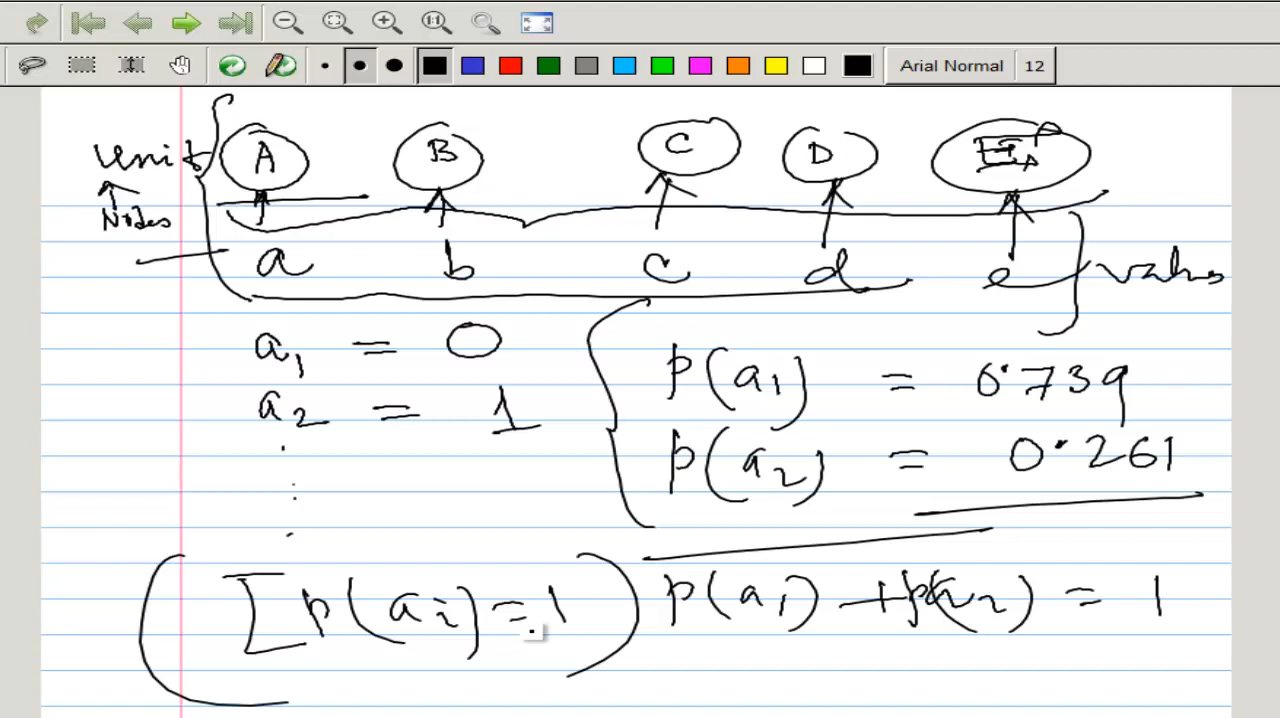 Arial Normal 12
Unit A B C D E
Nodes
a b c d e values
a₁ = 0
a₂ = 1
p(a₁) = 0.739
p(a₂) = 0.261
Σ p(aᵢ) = 1
p(a₁) + p(a₂) = 1